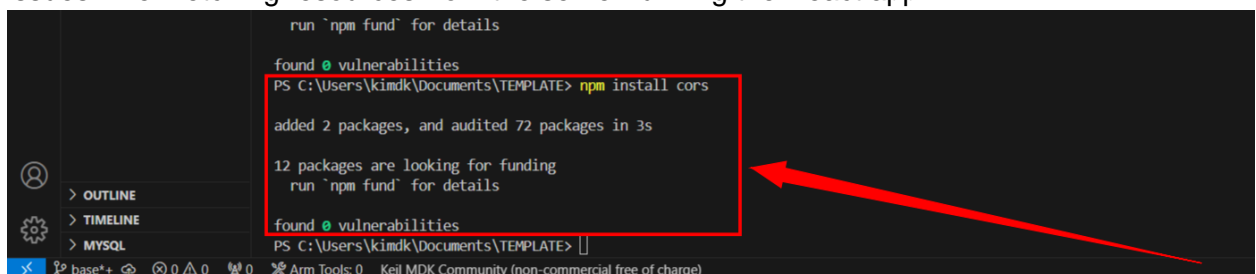 run `npm fund` for details
found 0 vulnerabilities
PS C:\Users\kimdk\Documents\TEMPLATE> npm install cors
added 2 packages, and audited 72 packages in 3s
12 packages are looking for funding
run `npm fund` for details
> OUTLINE
> TIMELINE
found 0 vulnerabilities
> MYSQL
PS C:\Users\kimdk\Documents\TEMPLATE>
base*+ 0 0 0 Arm Tools: 0 Keil MDK Community (non-commercial free of charge)